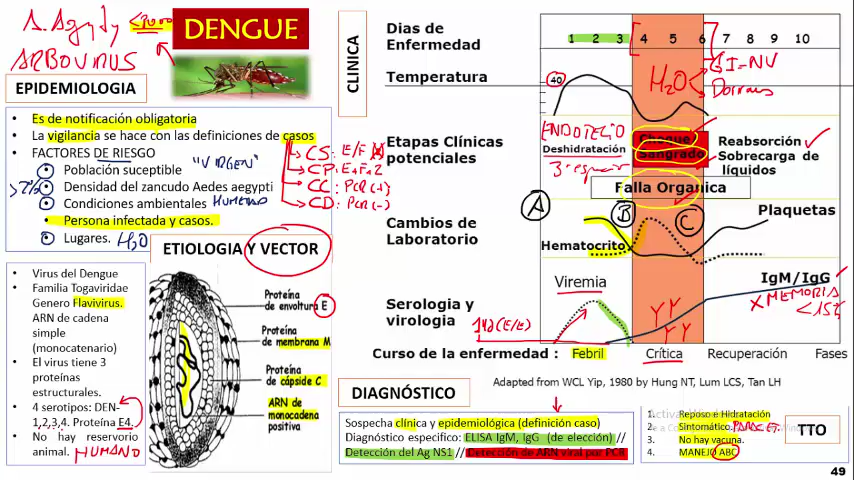 A. Aegypty <2000
ARBOVIRUS
DENGUE
EPIDEMIOLOGIA
• Es de notificación obligatoria
• La vigilancia se hace con las definiciones de casos
• FACTORES DE RIESGO
"VIRGEN"
Población suceptible
Densidad del zancudo Aedes aegypti
>2%
Condiciones ambientales HUMEDAS
• Persona infectada y casos.
Lugares. H2O
CS: E/F
CP: E+F+2
CC: PCR(+)
CD: PCR(-)
ETIOLOGIA Y VECTOR
• Virus del Dengue
• Familia Togaviridae
Genero Flavivirus.
ARN de cadena
simple
(monocatenario)
• El virus tiene 3
proteínas
estructurales.
• 4 serotipos: DEN-
1,2,3,4. Proteína E4.
• No hay reservorio
animal. HUMANO
Proteína
de envoltura E
Proteína
de membrana M
Proteína
de cápside C
ARN de
monocadena
positiva
CLINICA
Dias de
Enfermedad
1 2 3 4 5 6 7 8 9 10
Temperatura
40
H2O
GI=NV
Etapas Clínicas
potenciales
ENDOTELIO
Deshidratación
3° espacio
Choque
Sangrado
Reabsorción
Sobrecarga de
líquidos
Falla Organica
A
B
C
Cambios de
Laboratorio
Hematocrito
Plaquetas
Serologia y
virologia
Viremia
IgM/IgG
X MEMORIA
<15%
(E/E)
Curso de la enfermedad : Febril Crítica Recuperación Fases
Adapted from WCL Yip, 1980 by Hung NT, Lum LCS, Tan LH
DIAGNÓSTICO
Sospecha clínica y epidemiológica (definición caso)
Diagnóstico especifico: ELISA IgM, IgG (de elección) //
Detección del Ag NS1 // Detección de ARN viral por PCR
1. Reposo e Hidratación
2. Sintomático. PARACET.
3. No hay vacuna.
4. MANEJO ABC
TTO
49